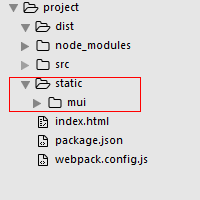 project
dist
node_modules
src
static
mui
index.html
package.json
webpack.config.js